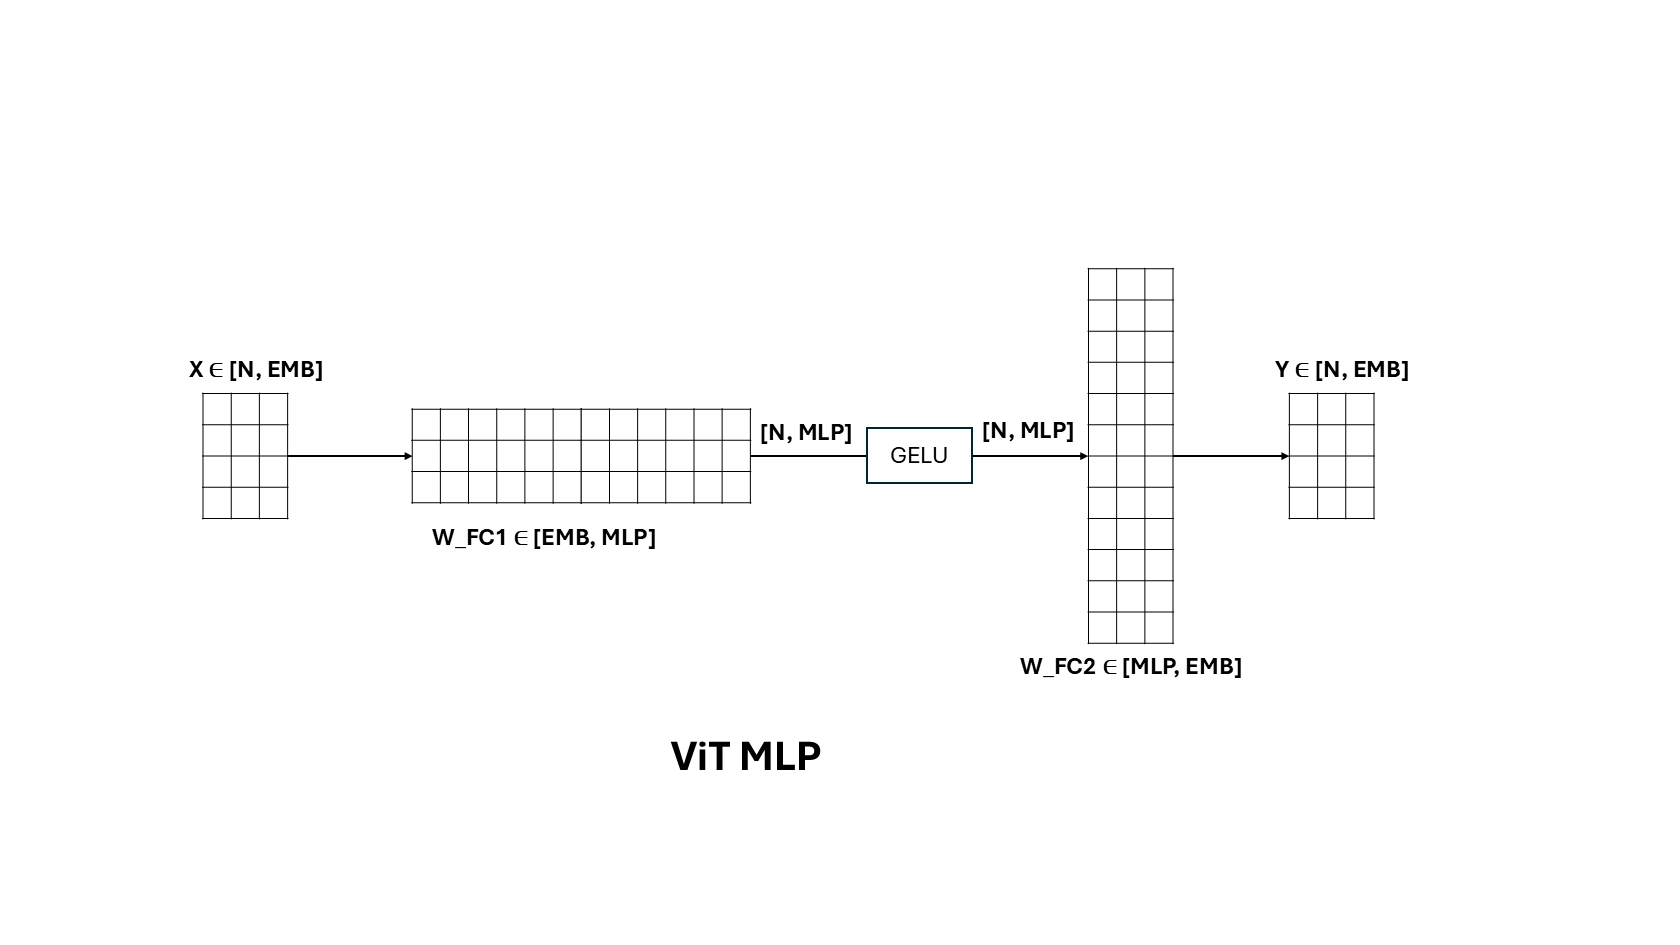 X ∈ [N, EMB]
W_FC1 ∈ [EMB, MLP]
[N, MLP]
GELU
[N, MLP]
W_FC2 ∈ [MLP, EMB]
Y ∈ [N, EMB]
ViT MLP